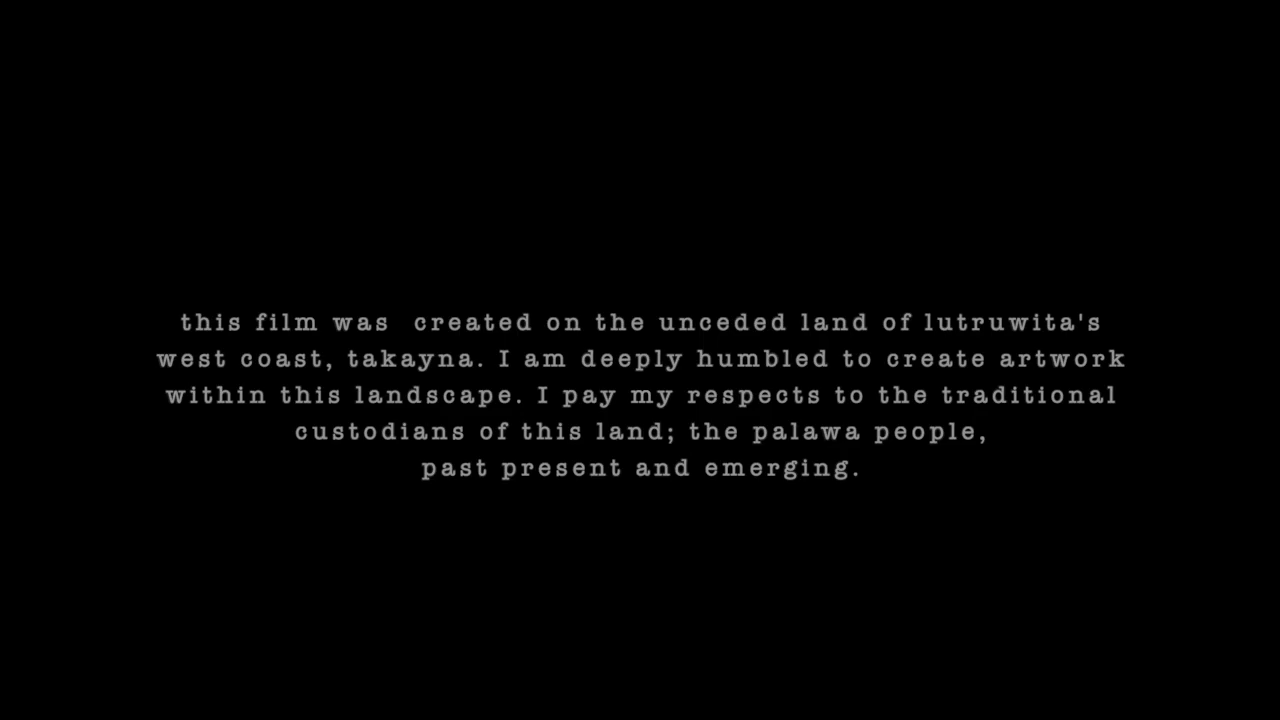 this film was  created on the unceded land of lutruwita's
west coast, takayna. I am deeply humbled to create artwork
within this landscape. I pay my respects to the traditional
custodians of this land; the palawa people,
past present and emerging.